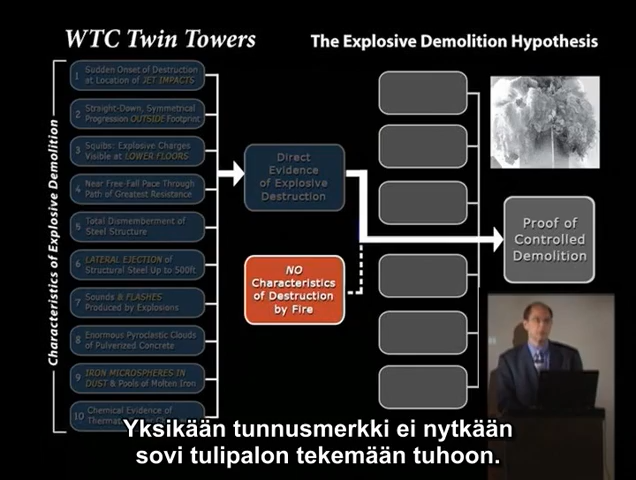 WTC Twin Towers
The Explosive Demolition Hypothesis
Characteristics of Explosive Demolition
1 Sudden Onset of Destruction
at Location of JET IMPACTS
2 Straight-Down, Symmetrical
Progression OUTSIDE Footprint
3 Squibs: Explosive Charges
Visible at LOWER FLOORS
4 Near Free-Fall Pace Through
Path of Greatest Resistance
5 Total Dismemberment of
Steel Structure
6 LATERAL EJECTION of
Structural Steel Up to 500ft
7 Sounds & FLASHES
Produced by Explosions
8 Enormous Pyroclastic Clouds
of Pulverized Concrete
9 IRON MICROSPHERES IN
DUST & Pools of Molten Iron
10 Chemical Evidence of
Direct
Evidence
of Explosive
Destruction
NO
Characteristics
of Destruction
by Fire
Proof of
Controlled
Demolition
Yksikään tunnusmerkki ei nytkään
sovi tulipalon tekemään tuhoon.